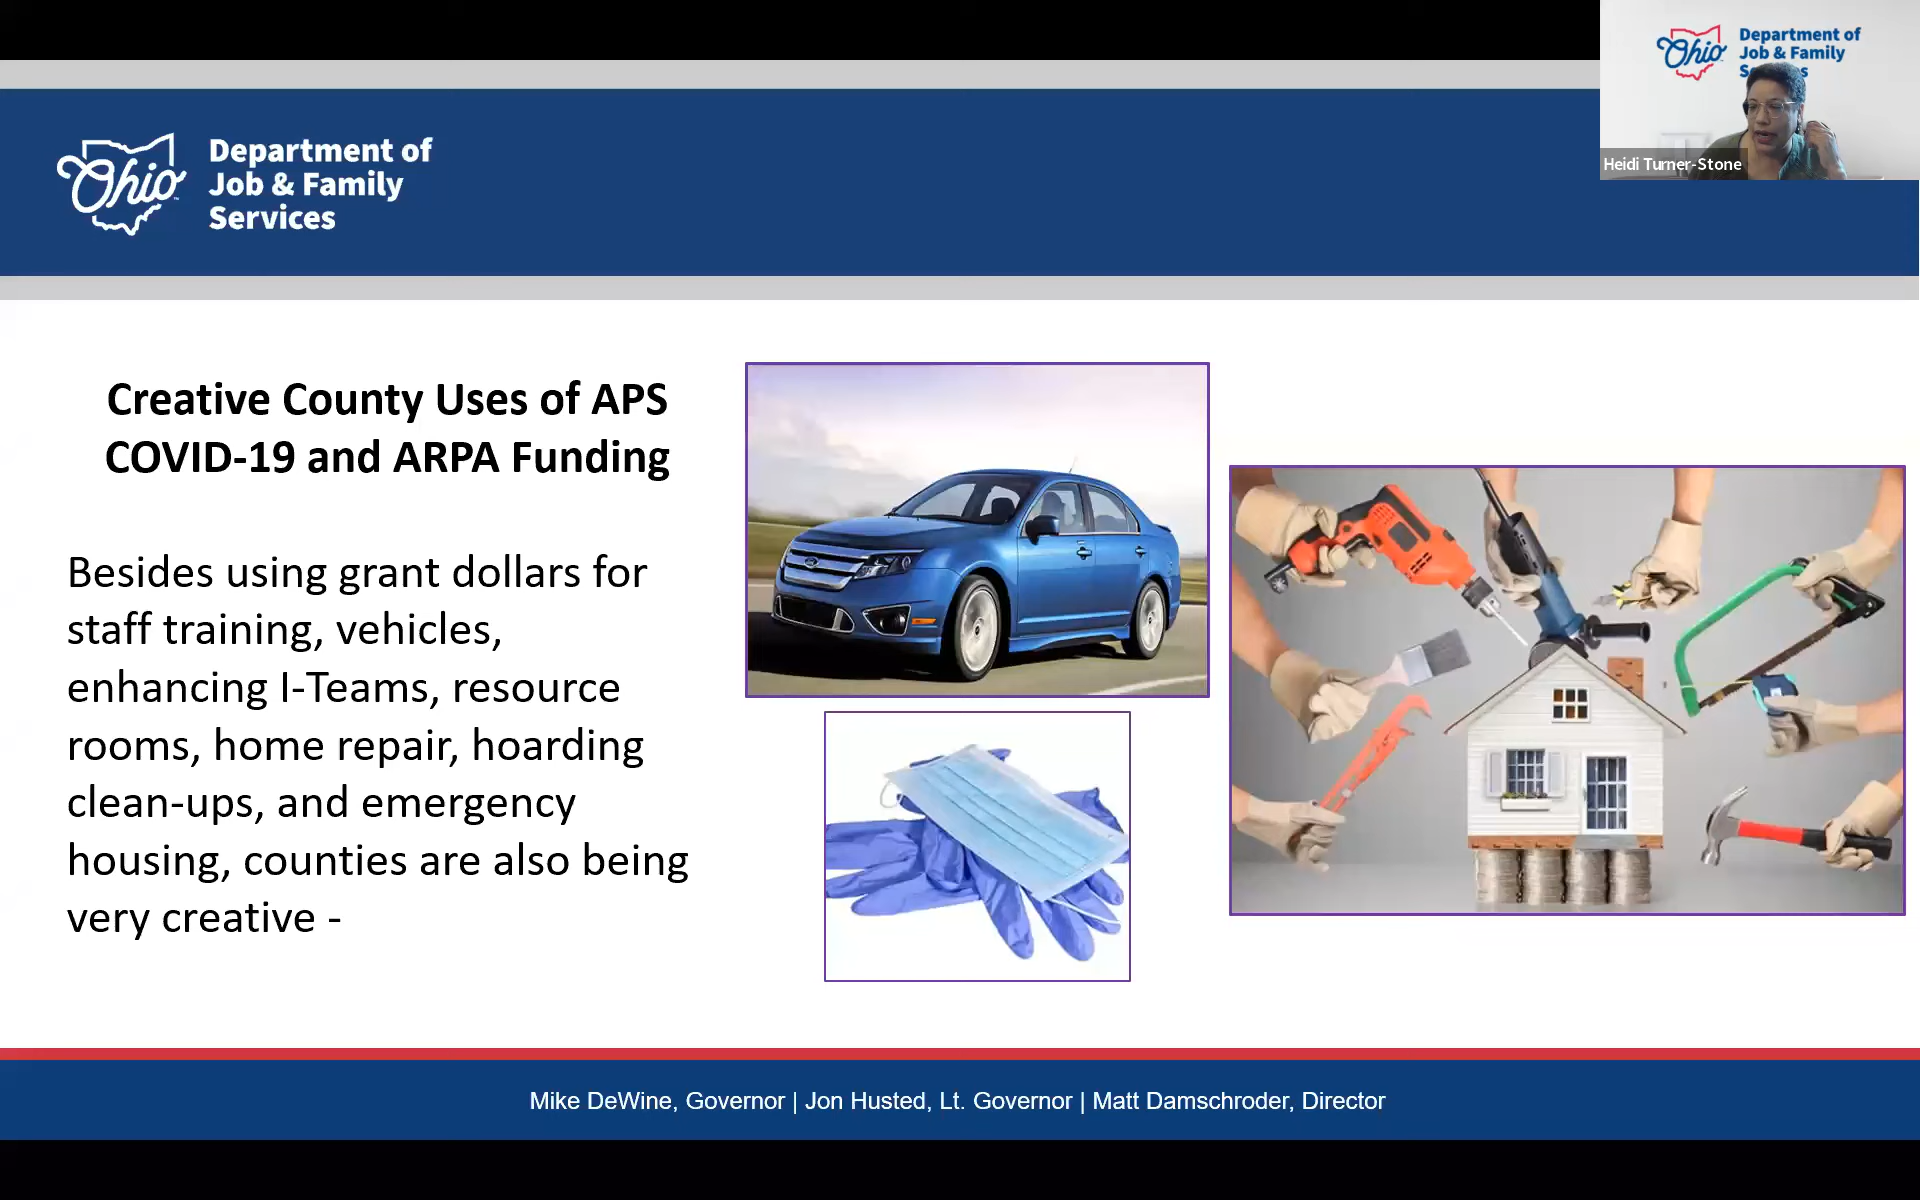 Department of
Job & Family
Services
Ohio
Heidi Turner-Stone
Ohio
Department of
Job & Family
Services
Creative County Uses of APS
COVID-19 and ARPA Funding
Besides using grant dollars for
staff training, vehicles,
enhancing I-Teams, resource
rooms, home repair, hoarding
clean-ups, and emergency
housing, counties are also being
very creative -
Mike DeWine, Governor | Jon Husted, Lt. Governor | Matt Damschroder, Director